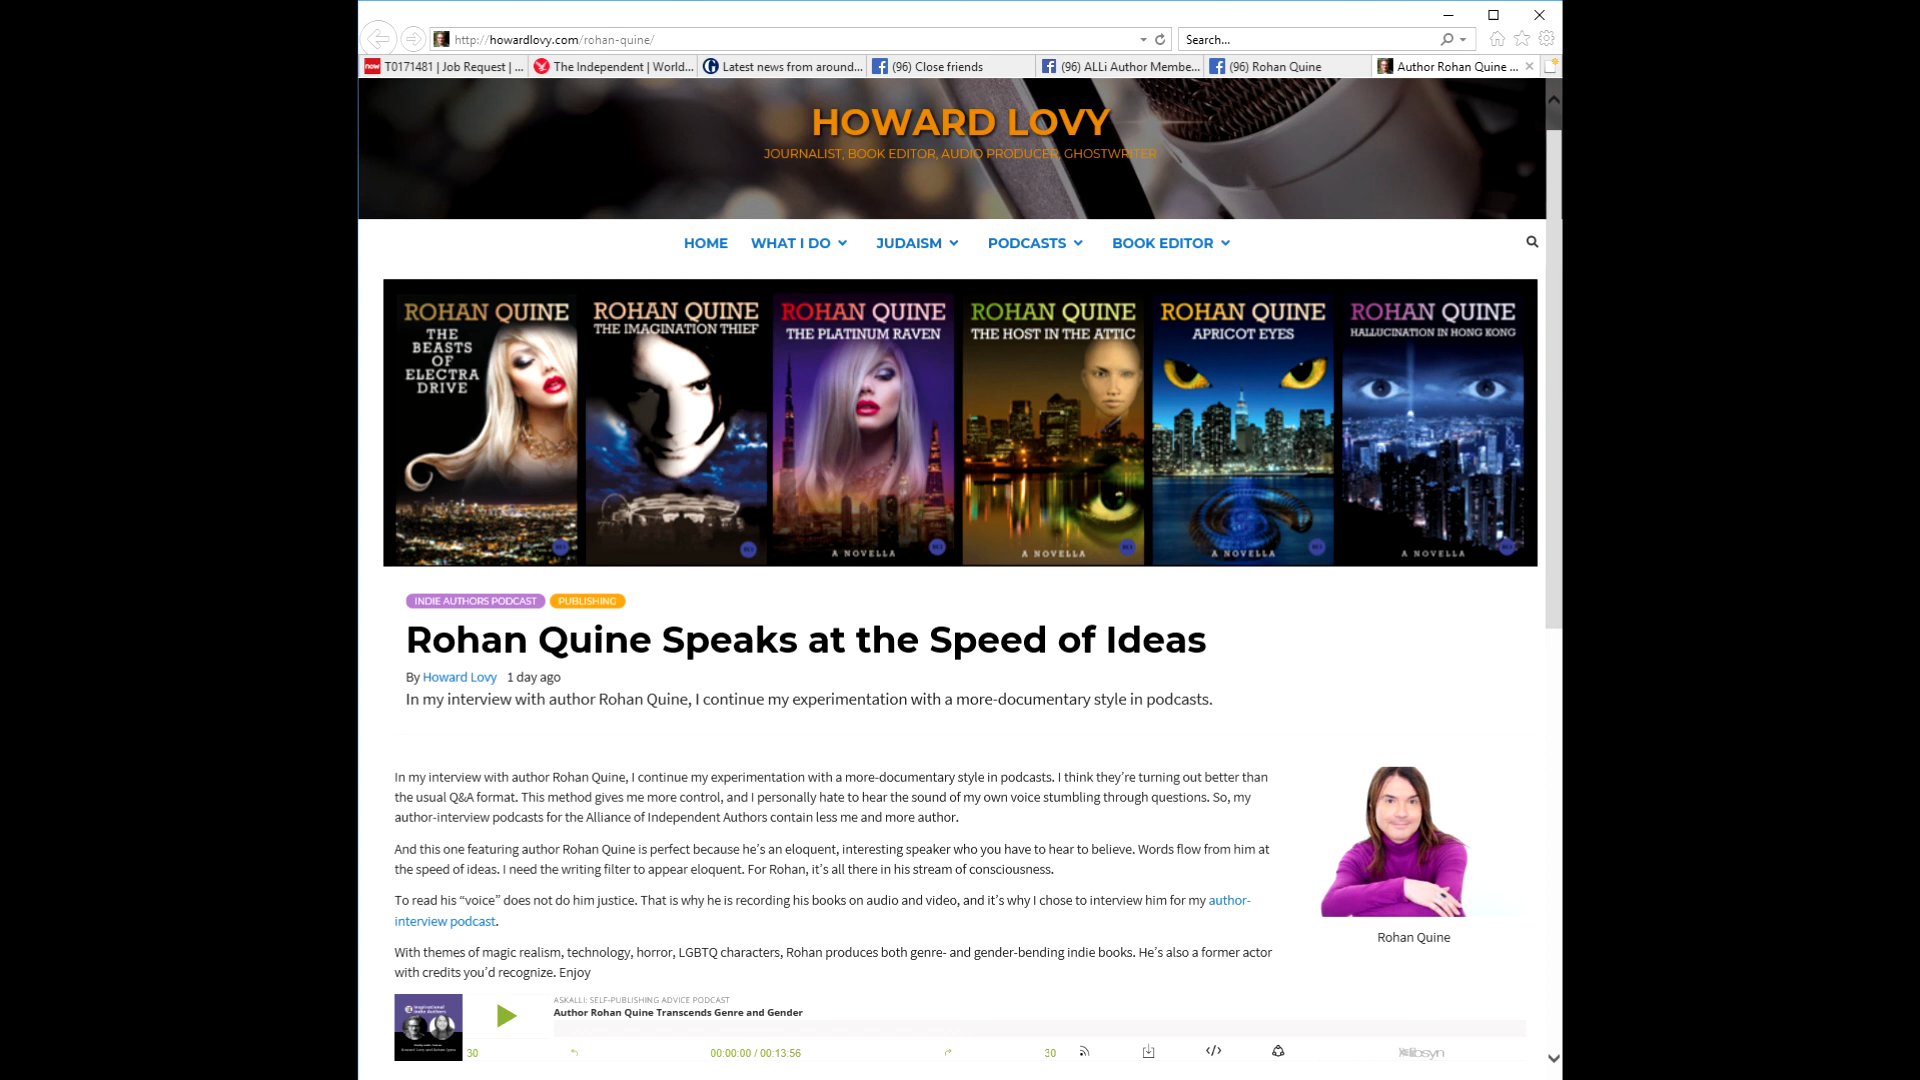 http://howardlovy.com/rohan-quine/
Search...
T0171481 | Job Request | ...
The Independent | World...
Latest news from around...
(96) Close friends
(96) ALLi Author Membe...
(96) Rohan Quine
Author Rohan Quine ...
HOWARD LOVY
JOURNALIST, BOOK EDITOR, AUDIO PRODUCER, GHOSTWRITER
HOME
WHAT I DO
JUDAISM
PODCASTS
BOOK EDITOR
ROHAN QUINE
THE
BEASTS
OF
ELECTRA
DRIVE
ROHAN QUINE
THE IMAGINATION THIEF
ROHAN QUINE
THE PLATINUM RAVEN
A NOVELLA
ROHAN QUINE
THE HOST IN THE ATTIC
A NOVELLA
ROHAN QUINE
APRICOT EYES
A NOVELLA
ROHAN QUINE
HALLUCINATION IN HONG KONG
A NOVELLA
INDIE AUTHORS PODCAST
PUBLISHING
Rohan Quine Speaks at the Speed of Ideas
By Howard Lovy 1 day ago
In my interview with author Rohan Quine, I continue my experimentation with a more-documentary style in podcasts.
In my interview with author Rohan Quine, I continue my experimentation with a more-documentary style in podcasts. I think they’re turning out better than
the usual Q&A format. This method gives me more control, and I personally hate to hear the sound of my own voice stumbling through questions. So, my
author-interview podcasts for the Alliance of Independent Authors contain less me and more author.
And this one featuring author Rohan Quine is perfect because he’s an eloquent, interesting speaker who you have to hear to believe. Words flow from him at
the speed of ideas. I need the writing filter to appear eloquent. For Rohan, it’s all there in his stream of consciousness.
To read his “voice” does not do him justice. That is why he is recording his books on audio and video, and it’s why I chose to interview him for my author-
interview podcast.
With themes of magic realism, technology, horror, LGBTQ characters, Rohan produces both genre- and gender-bending indie books. He’s also a former actor
with credits you’d recognize. Enjoy
Rohan Quine
ASKALLI: SELF-PUBLISHING ADVICE PODCAST
Author Rohan Quine Transcends Genre and Gender
30
00:00:00 / 00:13:56
30